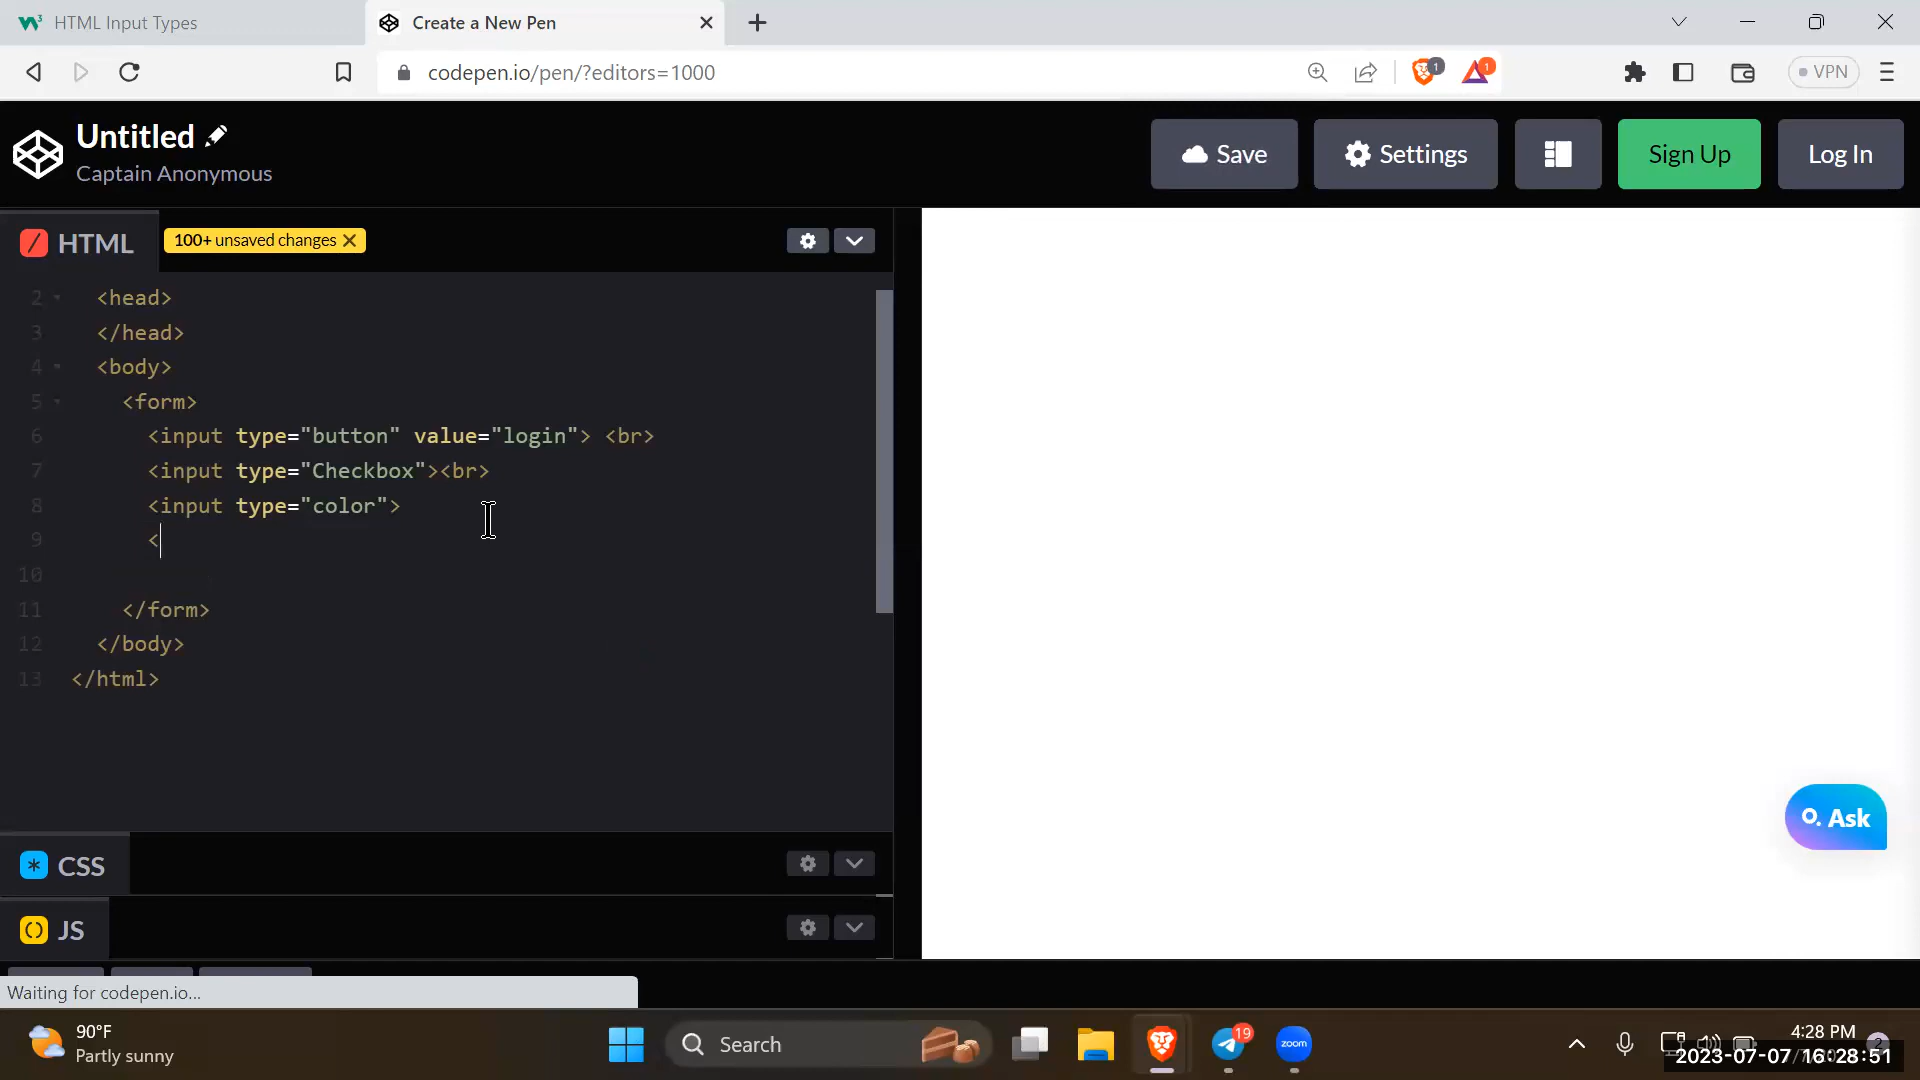 HTML Input Types
Create a New Pen
codepen.io/pen/?editors=1000
1
1
VPN
Untitled
Captain Anonymous
Save
Settings
Sign Up
Log In
HTML
100+ unsaved changes
2 <head>
3 </head>
4 <body>
5 <form>
6 <input type="button" value="login"> <br>
7 <input type="Checkbox"><br>
8 <input type="color">
9 <
10
11 </form>
12 </body>
13 </html>
Ask
CSS
JS
Waiting for codepen.io...
90°F
Partly sunny
Search
19
zoom
4:28 PM
2
2023-07-07 16:28:51